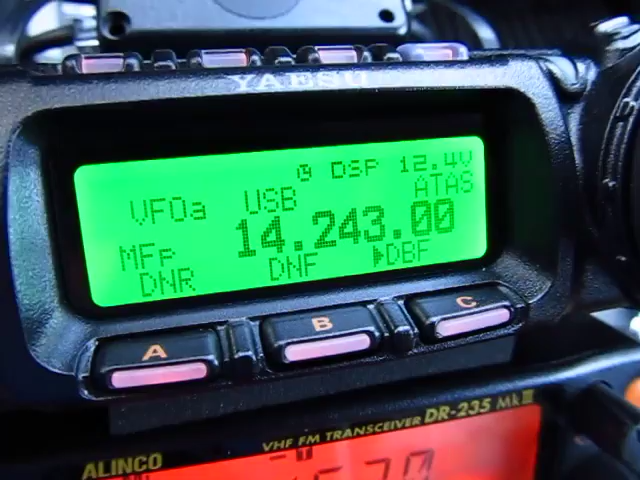 YAESU
DSP 12.4V
ATAS
VFOa USB
14.243.00
MFp
DNR DNF DBF
A B C
VHF FM TRANSCEIVER DR-235 MkIII
ALINCO